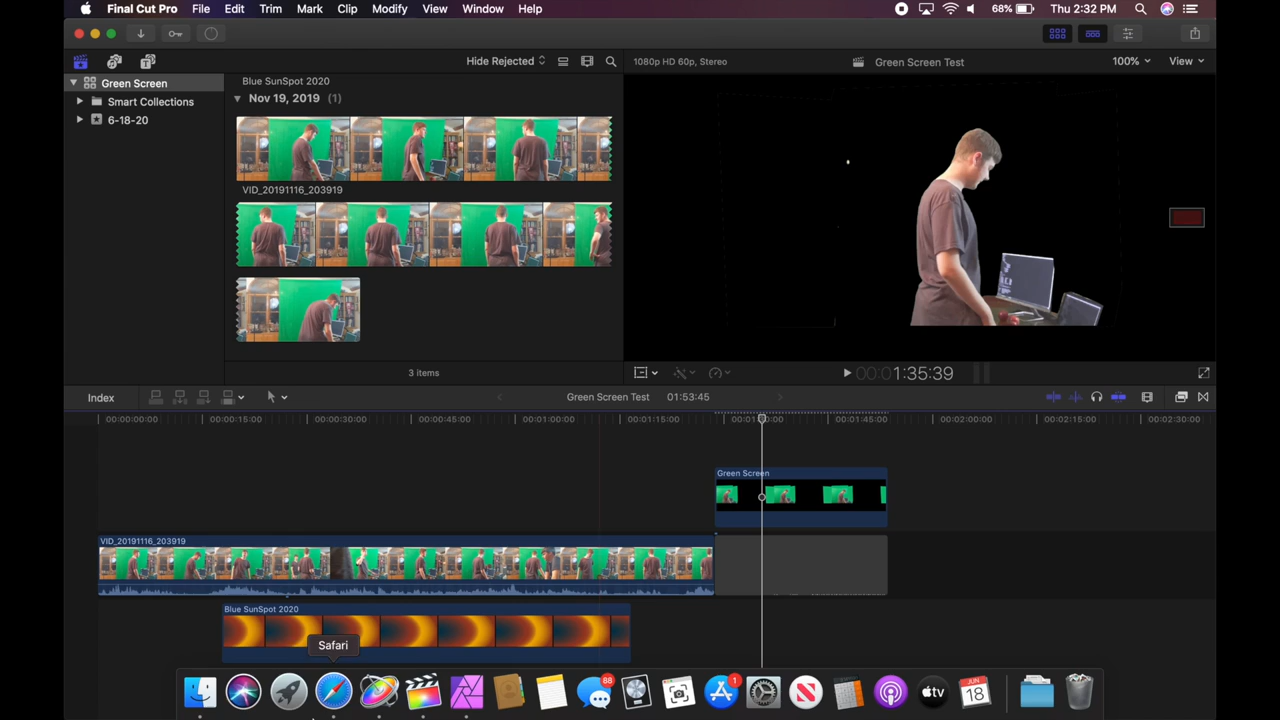 Final Cut Pro File Edit Trim Mark Clip Modify View Window Help 68% Thu 2:32 PM
Hide Rejected
1080p HD 60p, Stereo Green Screen Test 100% View
Green Screen
Smart Collections
6-18-20
Blue SunSpot 2020
Nov 19, 2019 (1)
VID_20191116_203919
3 items
00:00:1:35:39
Index
Green Screen Test 01:53:45
00:00:00:00 00:00:15:00 00:00:30:00 00:00:45:00 00:01:00:00 00:01:15:00 00:01:45:00 00:02:00:00 00:02:15:00 00:02:30:00
Green Screen
VID_20191116_203919
Blue SunSpot 2020
Safari
88
1
tv
JUN
18